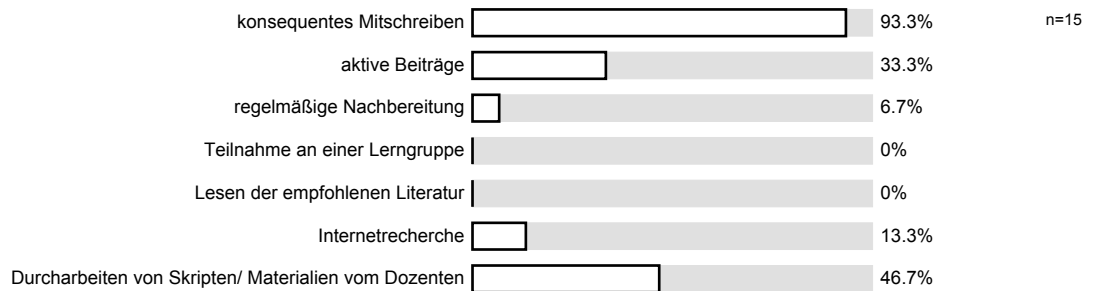 konsequentes Mitschreiben 93.3% n=15
aktive Beiträge 33.3%
regelmäßige Nachbereitung 6.7%
Teilnahme an einer Lerngruppe 0%
Lesen der empfohlenen Literatur 0%
Internetrecherche 13.3%
Durcharbeiten von Skripten/ Materialien vom Dozenten 46.7%